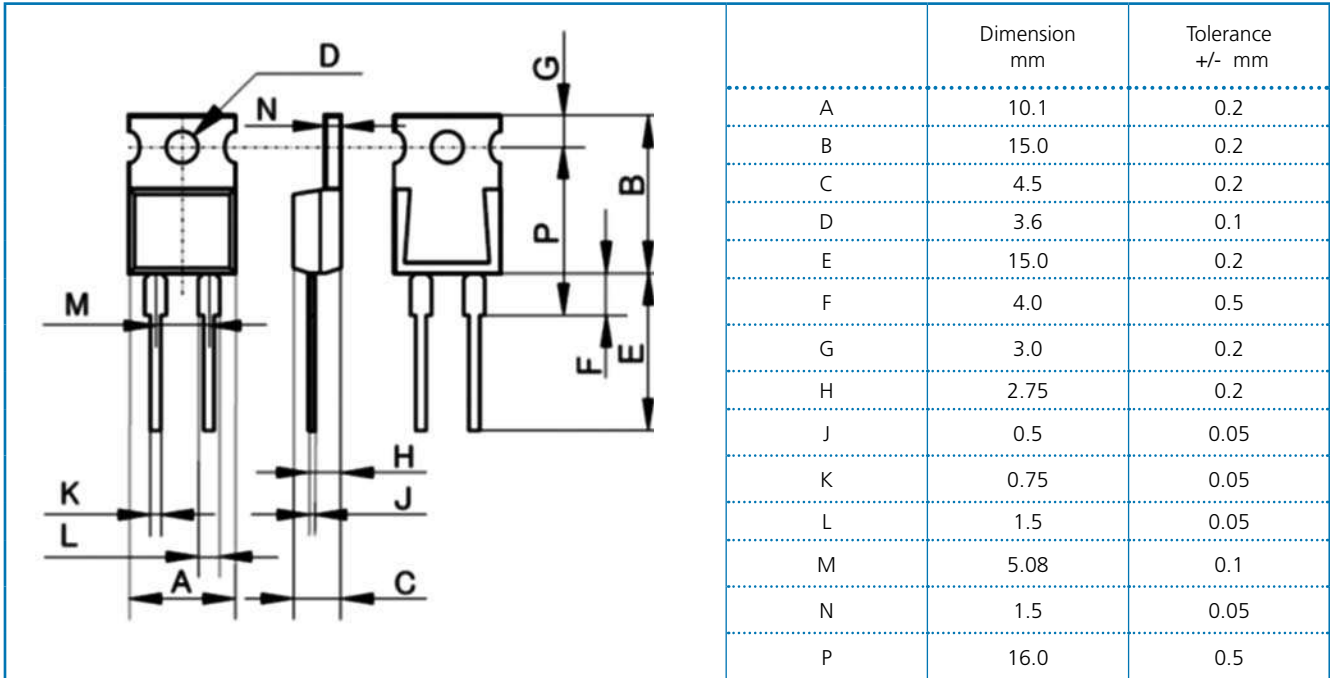 D
G
N
B
P
M
F
E
H
K
J
L
A
C
Dimension
mm
Tolerance
+/- mm
A 10.1 0.2
B 15.0 0.2
C 4.5 0.2
D 3.6 0.1
E 15.0 0.2
F 4.0 0.5
G 3.0 0.2
H 2.75 0.2
J 0.5 0.05
K 0.75 0.05
L 1.5 0.05
M 5.08 0.1
N 1.5 0.05
P 16.0 0.5